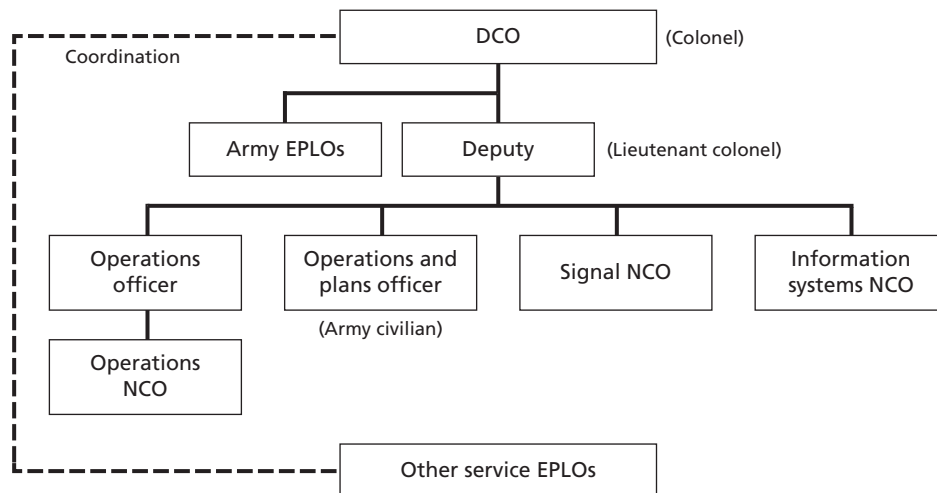 DCO
(Colonel)
Coordination
Army EPLOs
Deputy
(Lieutenant colonel)
Operations
officer
Operations and
plans officer
(Army civilian)
Signal NCO
Information
systems NCO
Operations
NCO
Other service EPLOs